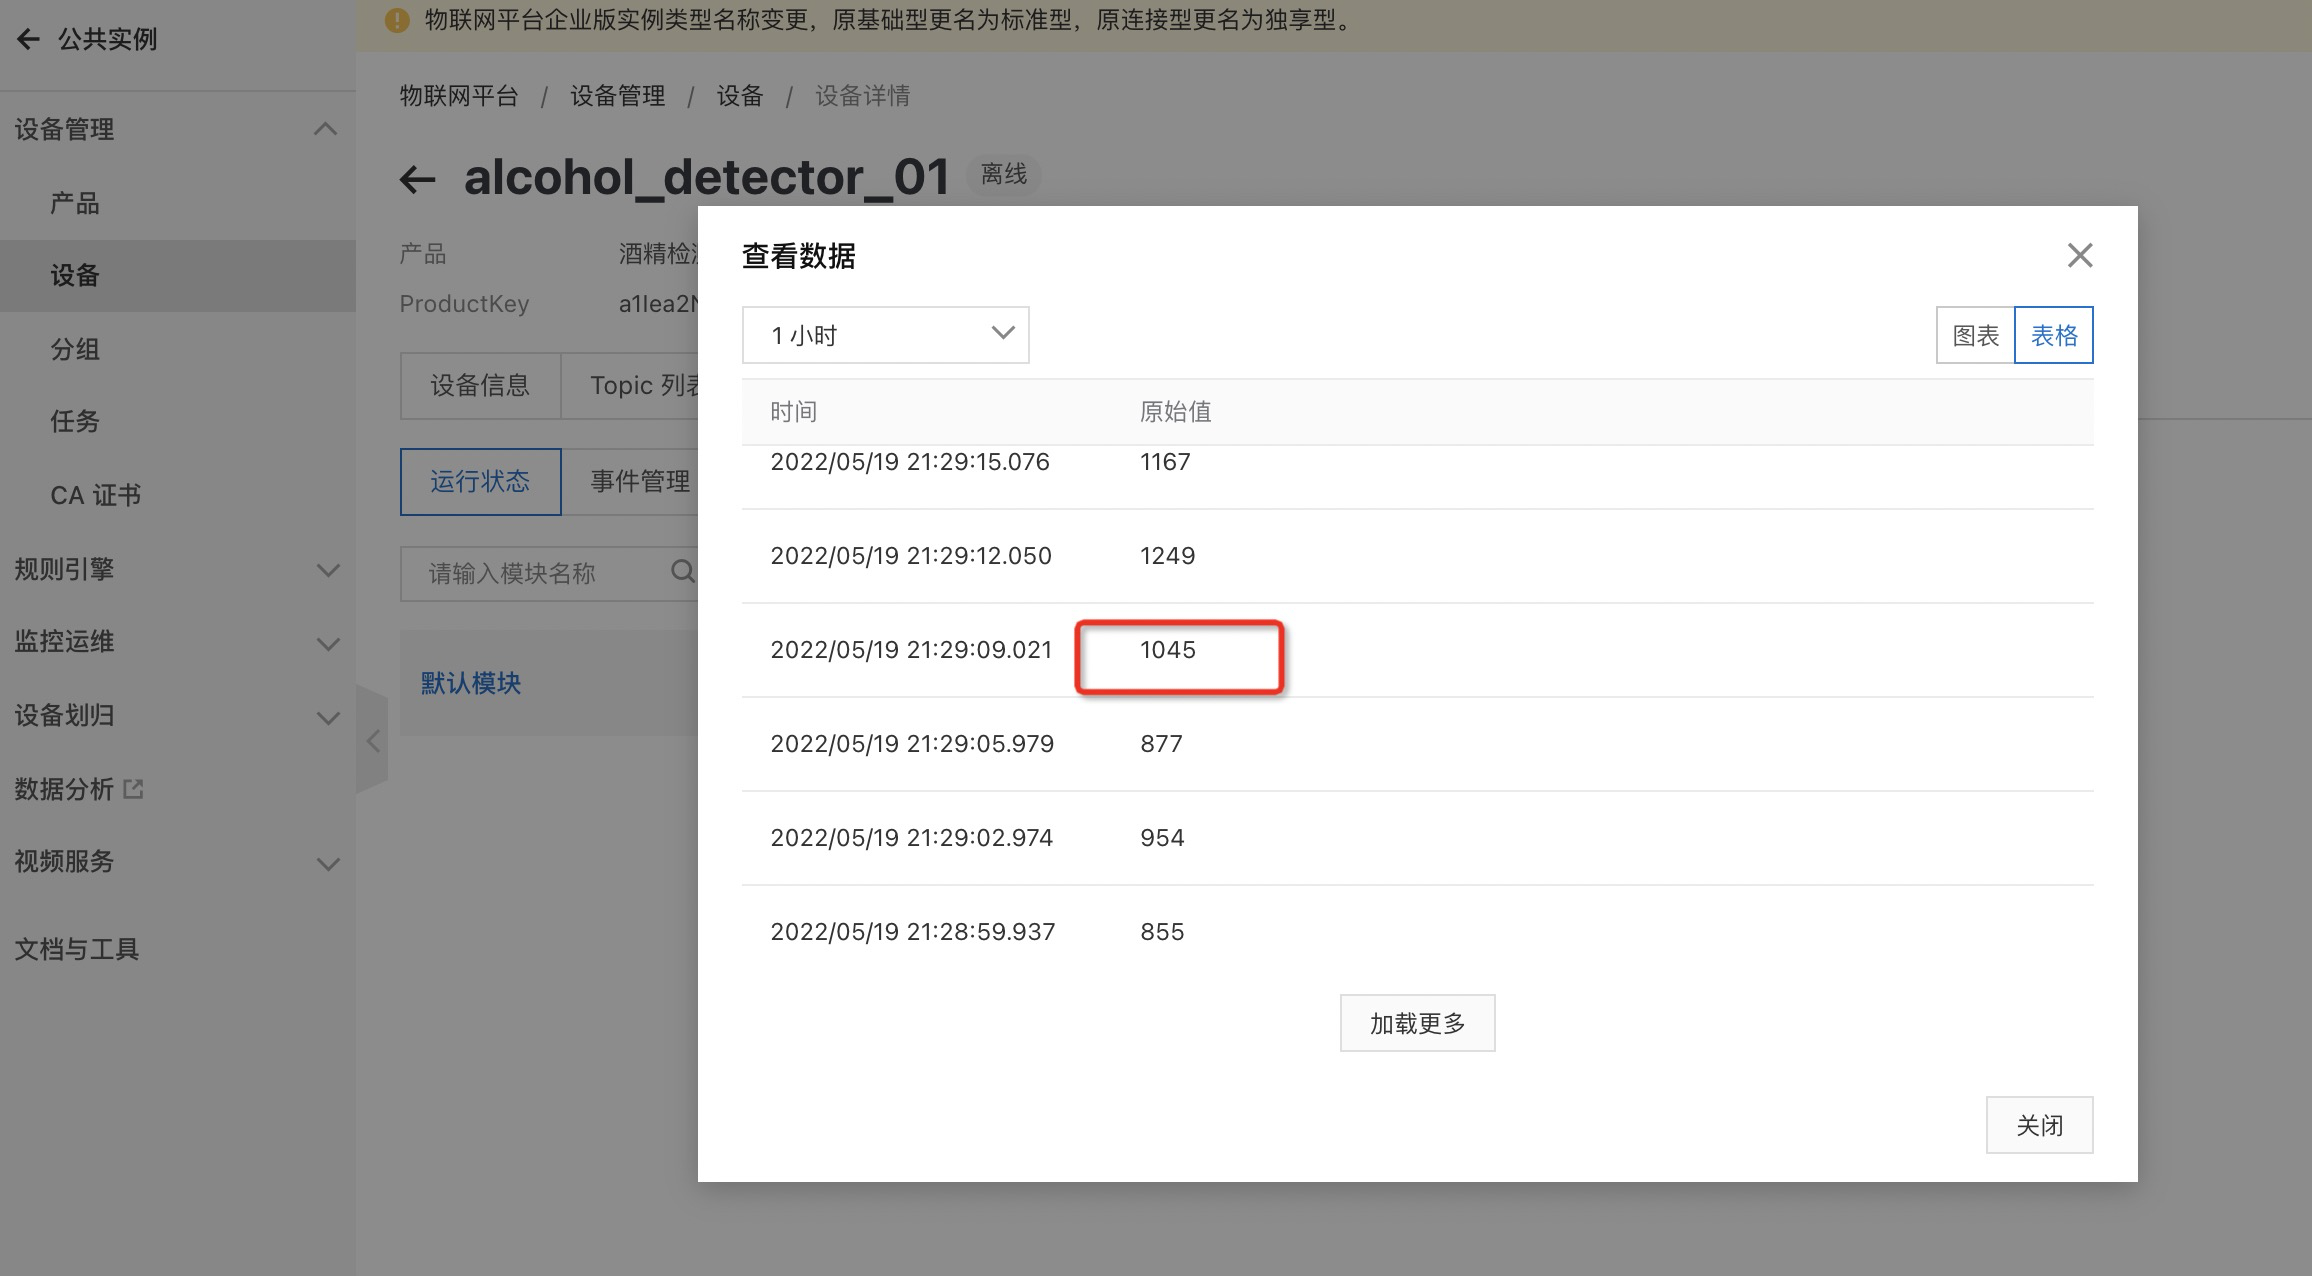 公共实例
物联网平台企业版实例类型名称变更，原基础型更名为标准型，原连接型更名为独享型。
物联网平台 / 设备管理 / 设备 / 设备详情
设备管理
产品
设备
分组
任务
CA 证书
规则引擎
监控运维
设备划归
数据分析
视频服务
文档与工具
alcohol_detector_01 离线
产品 酒精检
ProductKey
设备信息 Topic 列
运行状态 事件管理
请输入模块名称
默认模块
查看数据
1 小时
图表 表格
时间 原始值
2022/05/19 21:29:15.076 1167
2022/05/19 21:29:12.050 1249
2022/05/19 21:29:09.021 1045
2022/05/19 21:29:05.979 877
2022/05/19 21:29:02.974 954
2022/05/19 21:28:59.937 855
加载更多
关闭